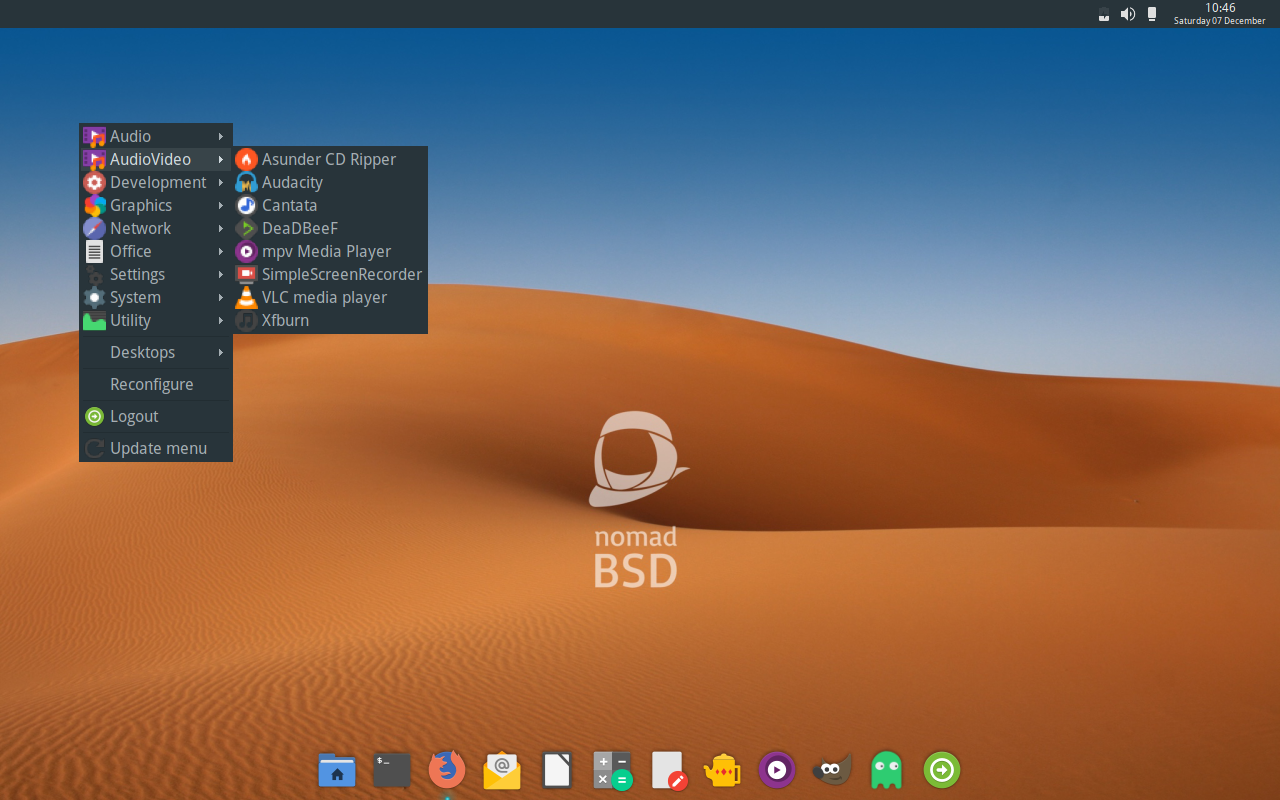 10:46
Saturday 07 December
Audio
AudioVideo
Development
Graphics
Network
Office
Settings
System
Utility
Desktops
Reconfigure
Logout
Update menu
Asunder CD Ripper
Audacity
Cantata
DeaDBeeF
mpv Media Player
SimpleScreenRecorder
VLC media player
Xfburn
nomad
BSD
$_
@